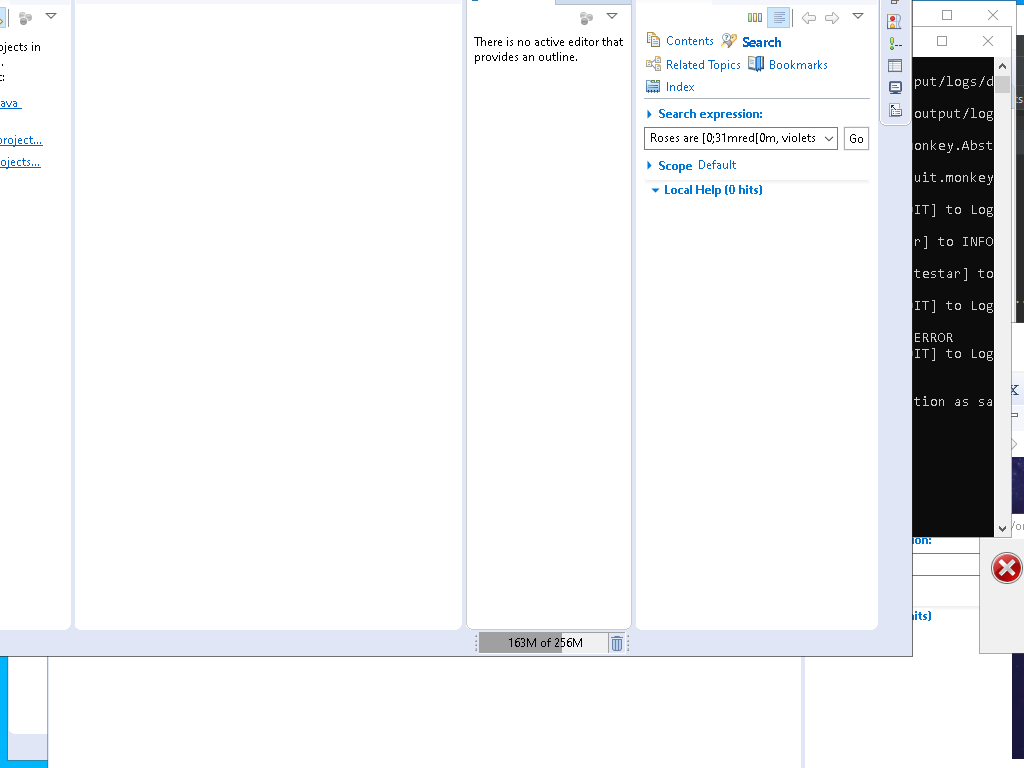 ojects in
ava
project...
ojects...
There is no active editor that
provides an outline.
Contents
Search
Related Topics
Bookmarks
Index
Search expression:
Roses are [0;31mred[0m, violets
Go
Scope Default
Local Help (0 hits)
163M of 256M
put/logs/d
output/log
onkey.Abst
uit.monkey
IT] to Log
r] to INFO
testar] to
IT] to Log
ERROR
IT] to Log
tion as sa
ion:
hits)